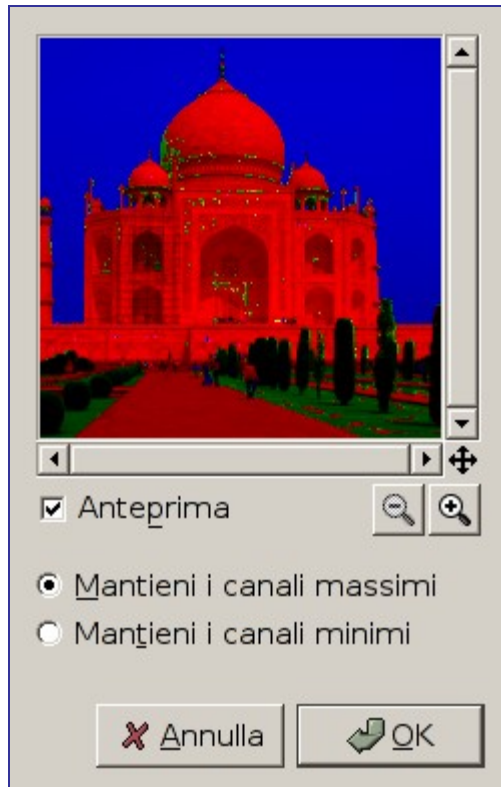 Anteprima
Mantieni i canali massimi
Mantieni i canali minimi
Annulla
OK